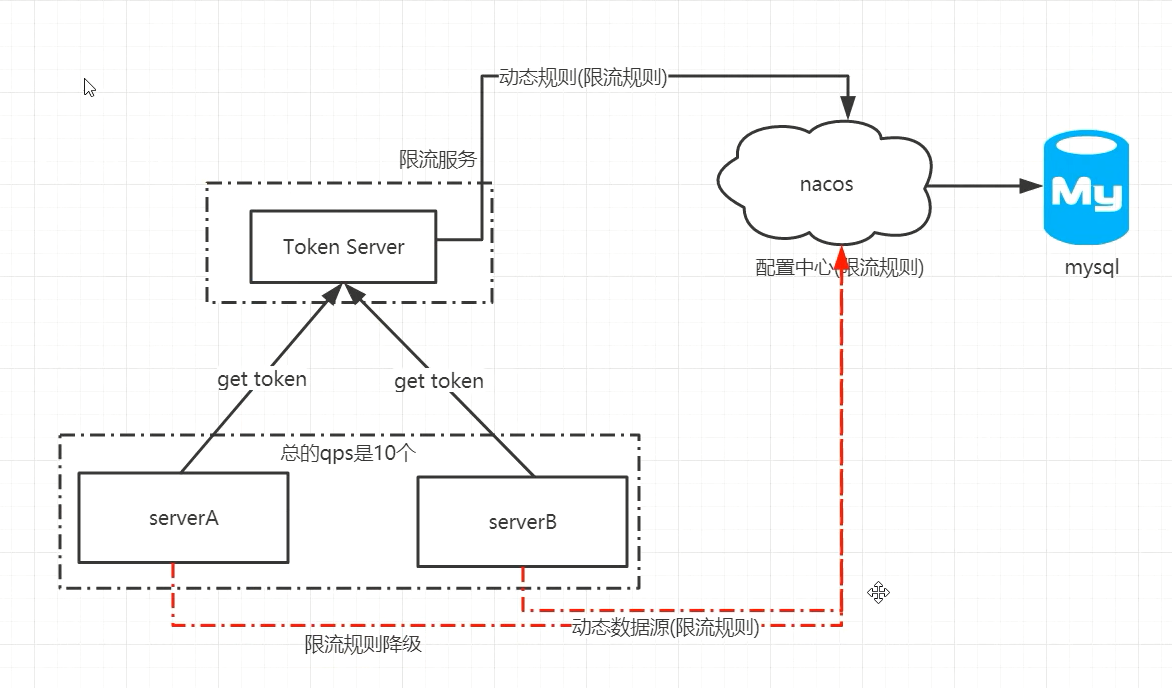 动态规则(限流规则)
限流服务
Token Server
nacos
My
配置中心(限流规则)
mysql
get token
get token
总的qps是10个
serverA
serverB
动态数据源(限流规则)
限流规则降级